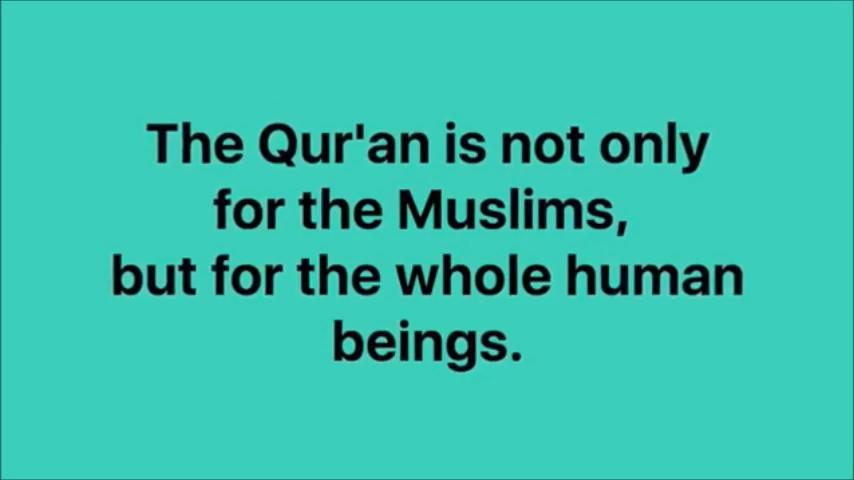 The Qur'an is not only
for the Muslims,
but for the whole human
beings.